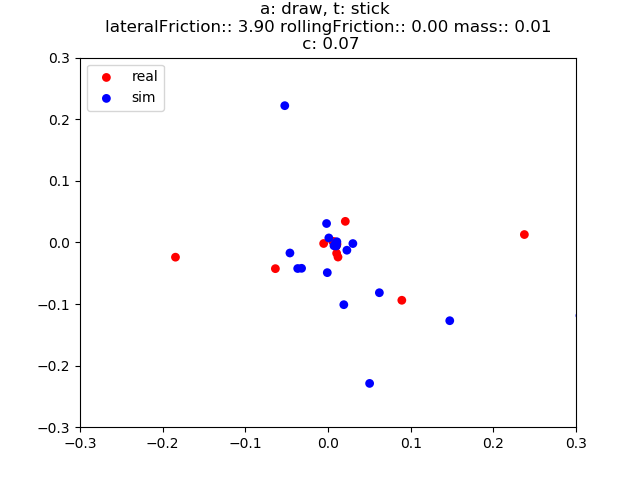 a: draw, t: stick
lateralFriction:: 3.90 rollingFriction:: 0.00 mass:: 0.01
c: 0.07
real
sim
0.3
0.2
0.1
0.0
−0.1
−0.2
−0.3
−0.3
−0.2
−0.1
0.0
0.1
0.2
0.3